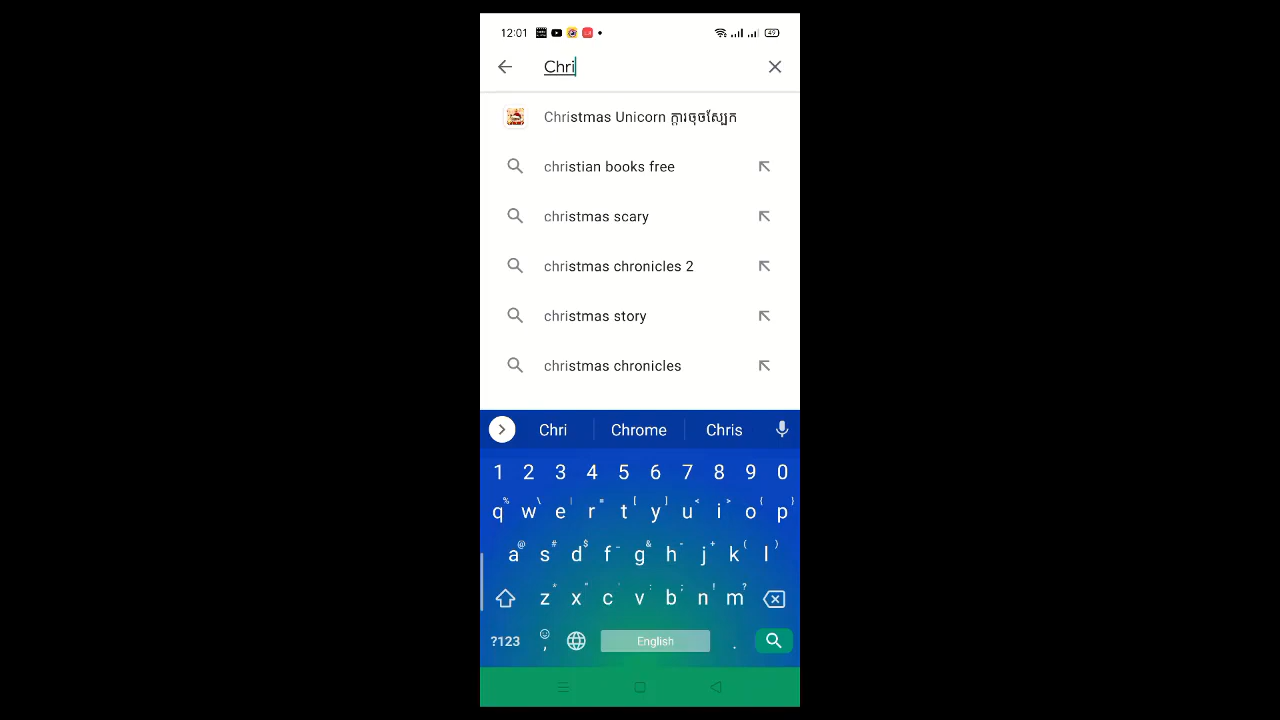 12:01
49
Chri
Christmas Unicorn ក្តារចុចស្បែក
christian books free
christmas scary
christmas chronicles 2
christmas story
christmas chronicles
Chri Chrome Chris
1 2 3 4 5 6 7 8 9 0
% \ | = [ ] < > { }
q w e r t y u i o p
@ # $ _ & - + ( )
a s d f g h j k l
* " ' : ; ! ?
z x c v b n m
?123 , English .